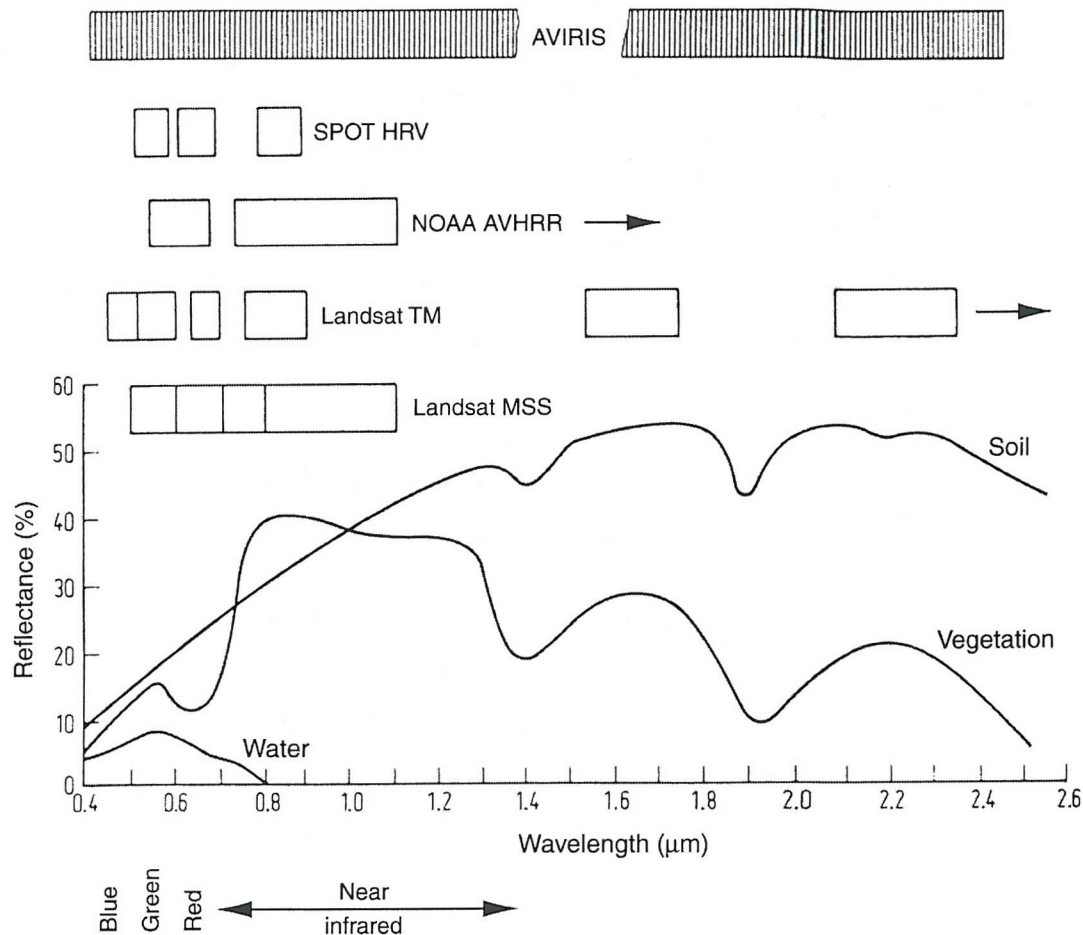 AVIRIS
SPOT HRV
NOAA AVHRR
Landsat TM
Landsat MSS
60
50
40
30
20
10
0
Reflectance (%)
Soil
Vegetation
Water
0.4 0.6 0.8 1.0 1.2 1.4 1.6 1.8 2.0 2.2 2.4 2.6
Wavelength (µm)
Blue
Green
Red
Near
infrared